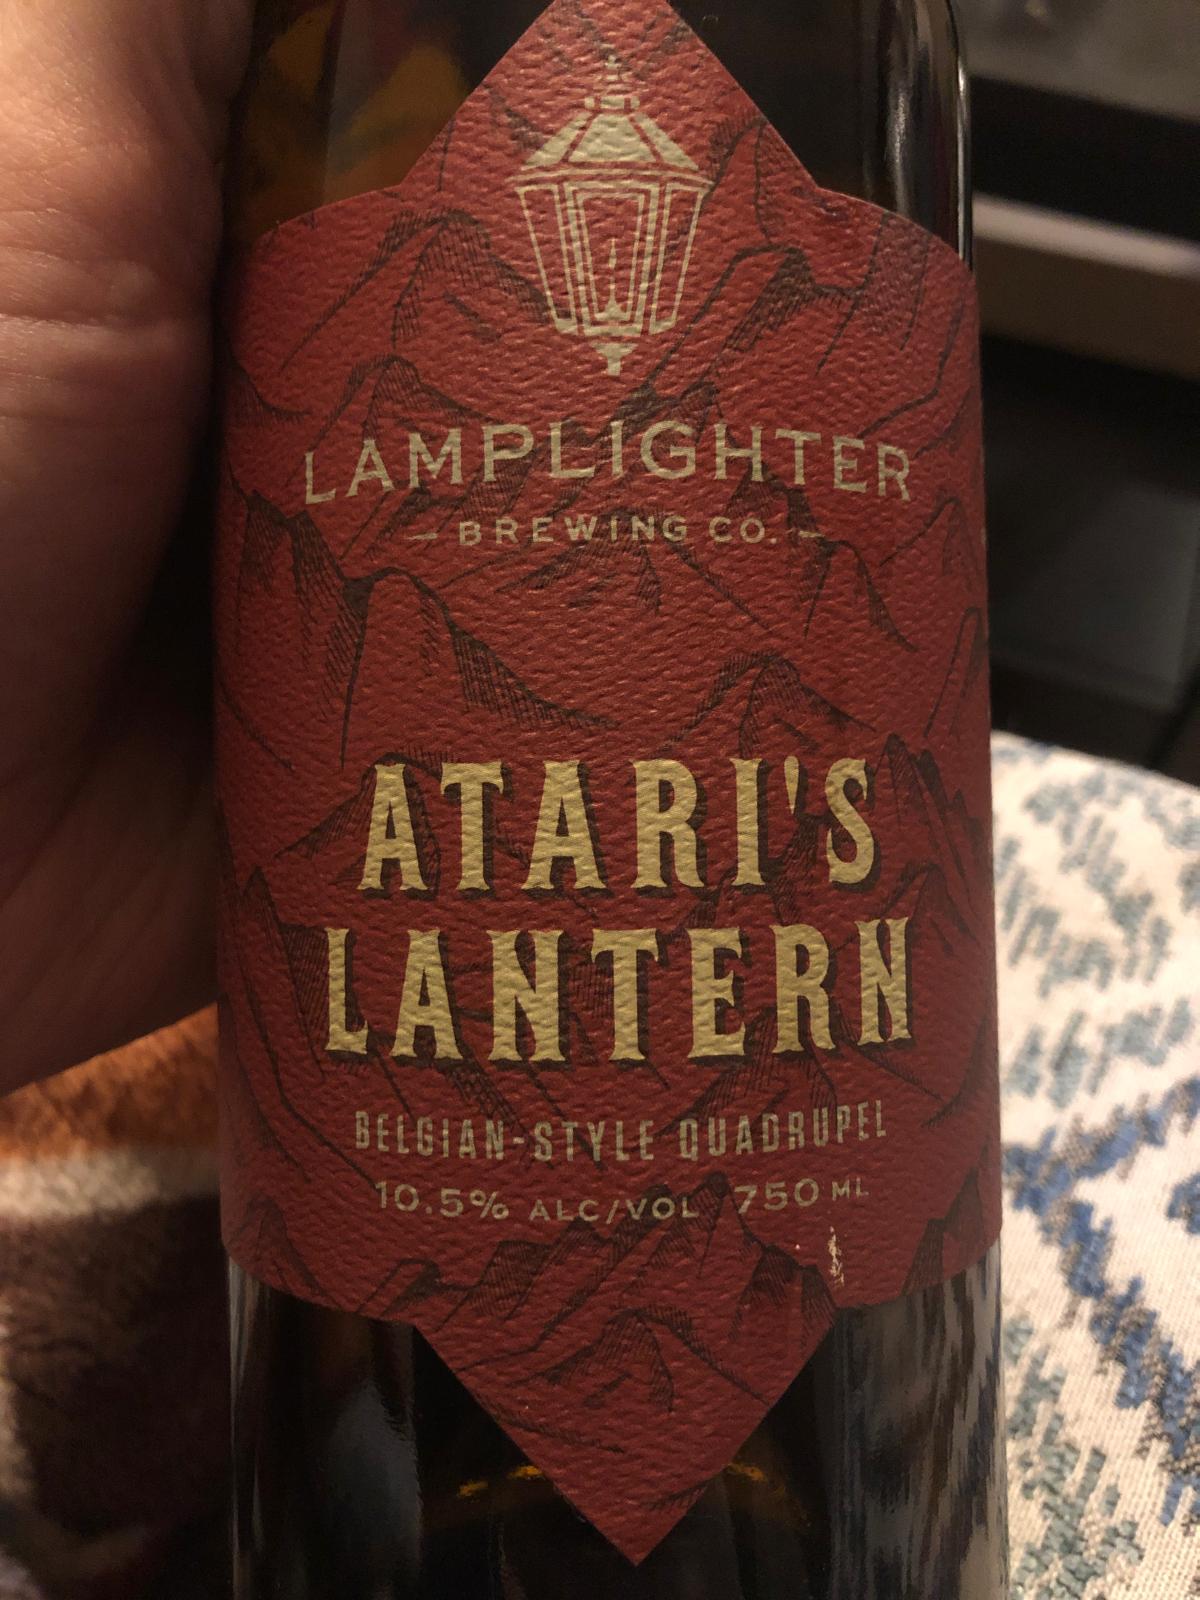 LAMPLIGHTER
- BREWING CO. -
ATARI'S
LANTERN
BELGIAN-STYLE QUADRUPEL
10.5% ALC/VOL 750 ML